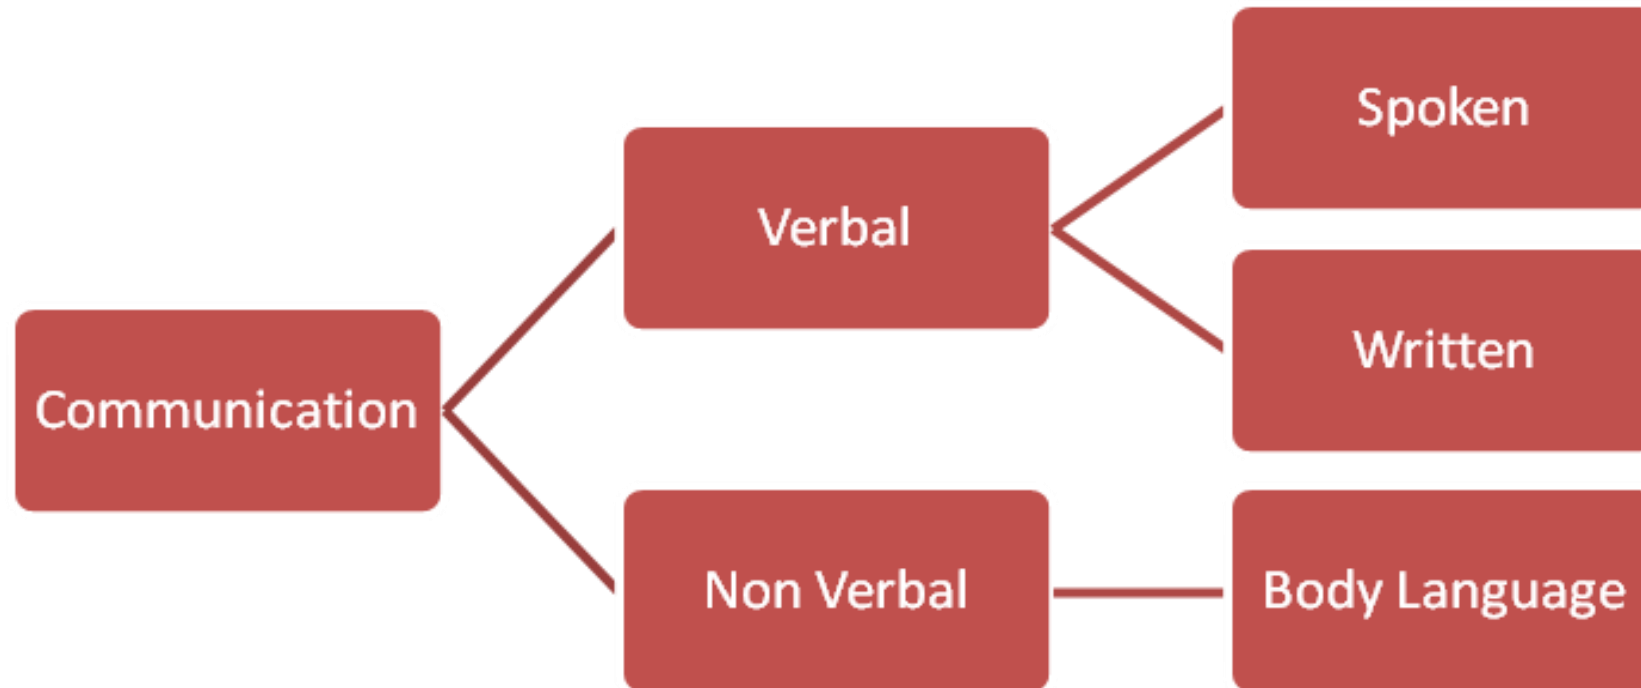 Communication
Verbal
Spoken
Written
Non Verbal
Body Language